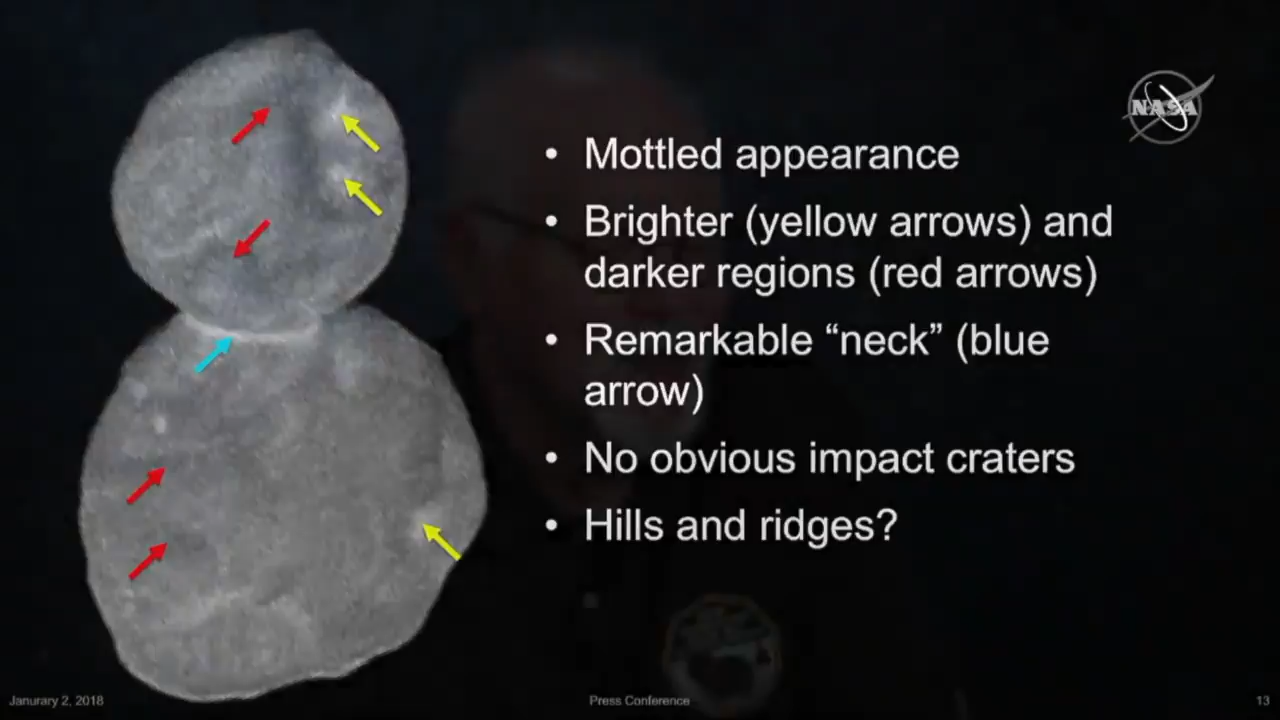 NASA
• Mottled appearance
• Brighter (yellow arrows) and
darker regions (red arrows)
• Remarkable “neck” (blue
arrow)
• No obvious impact craters
• Hills and ridges?
Janurary 2, 2018
Press Conference
13